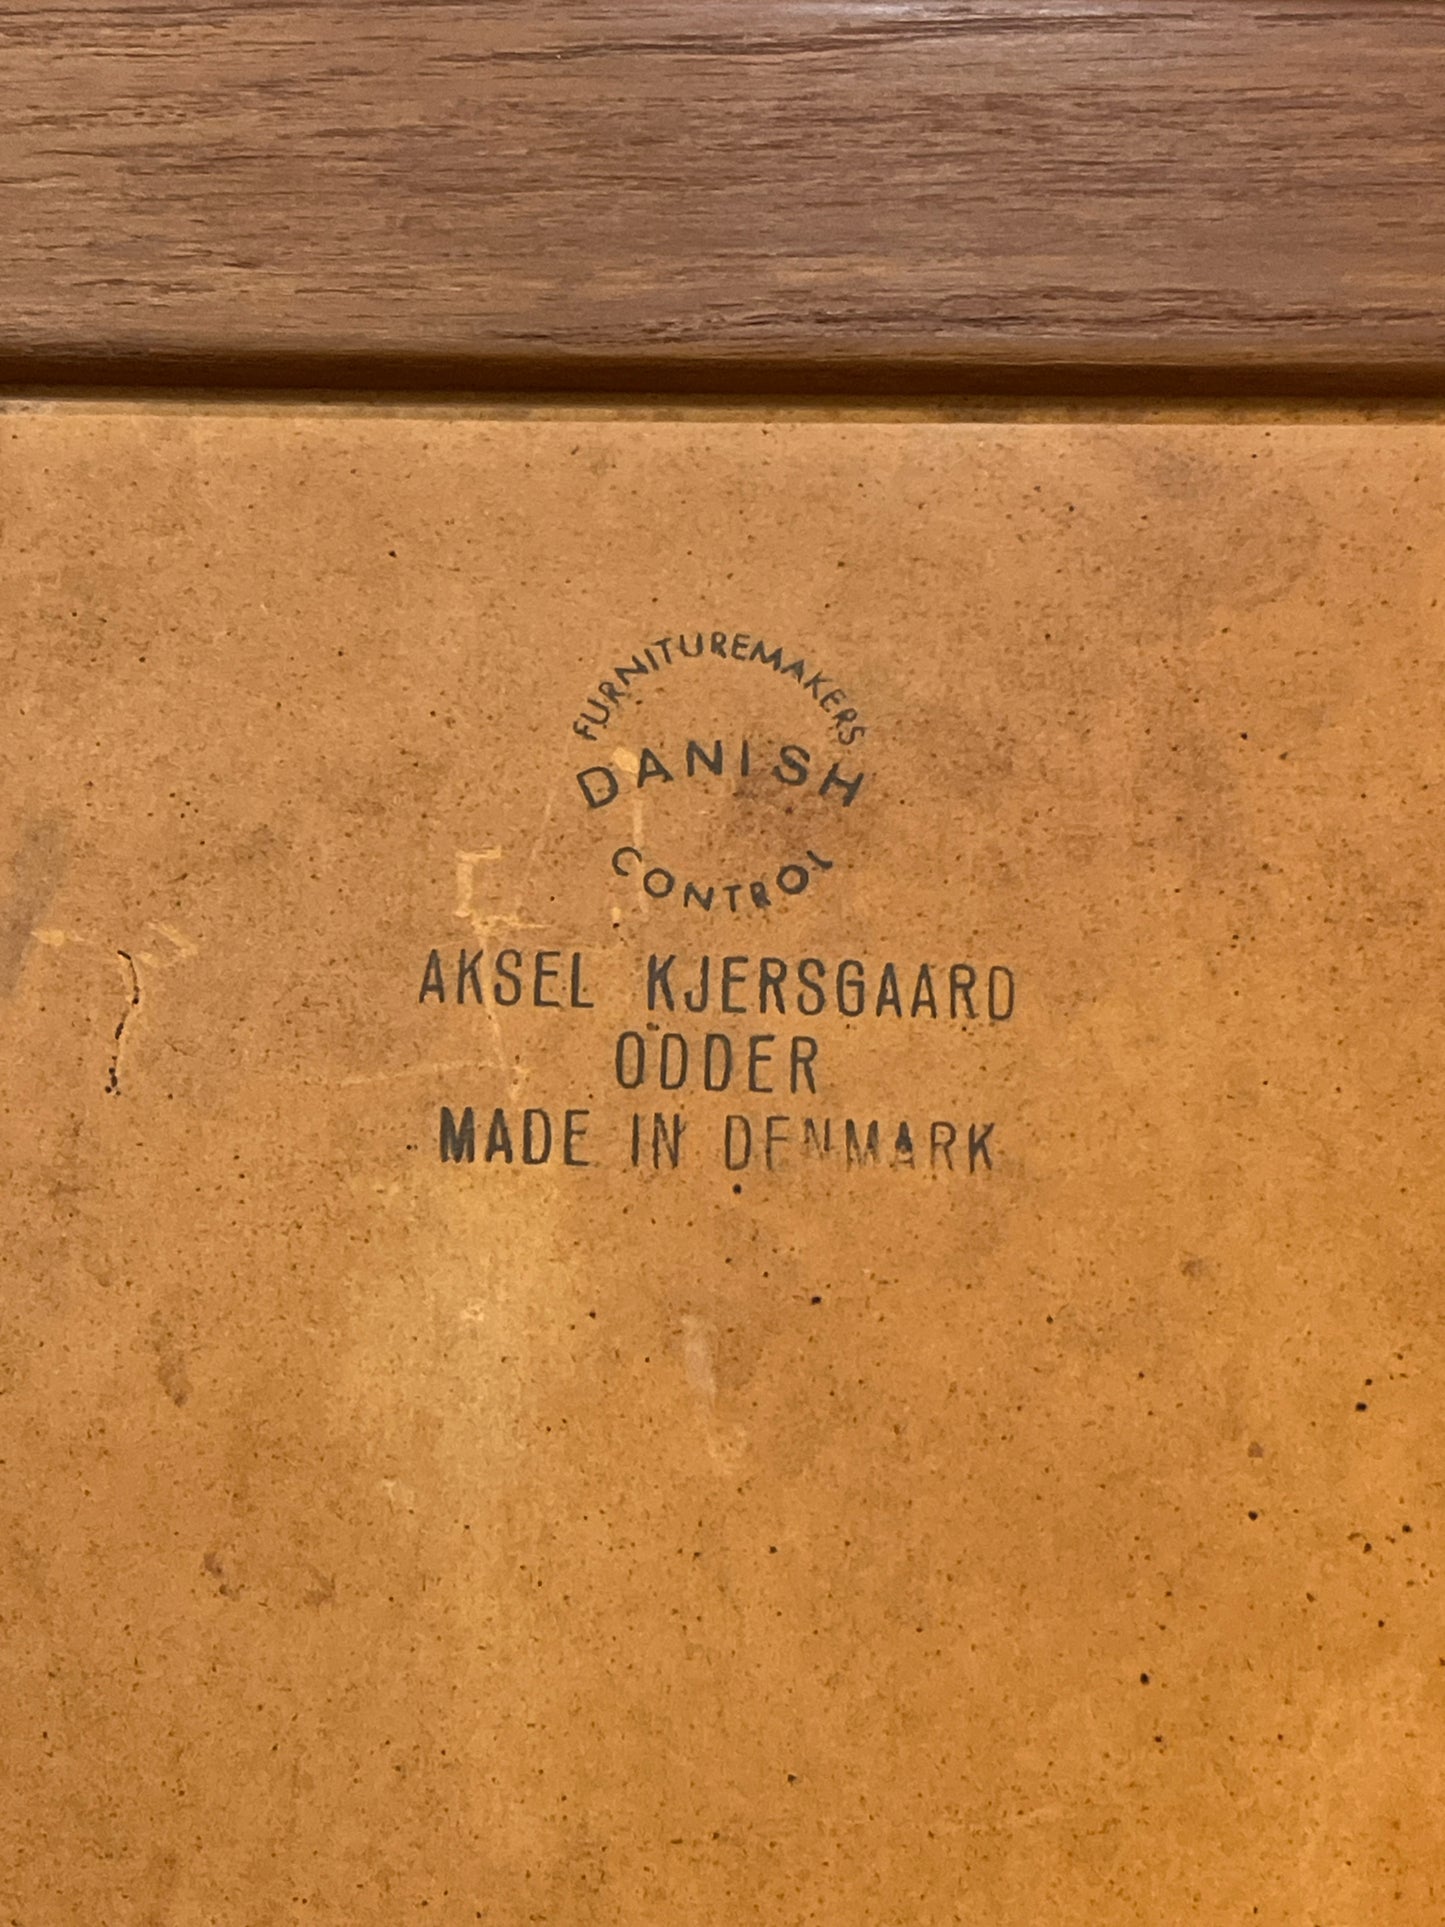 FURNITUREMAKERS
DANISH
CONTROL
AKSEL KJERSGAARD
ODDER
MADE IN DENMARK